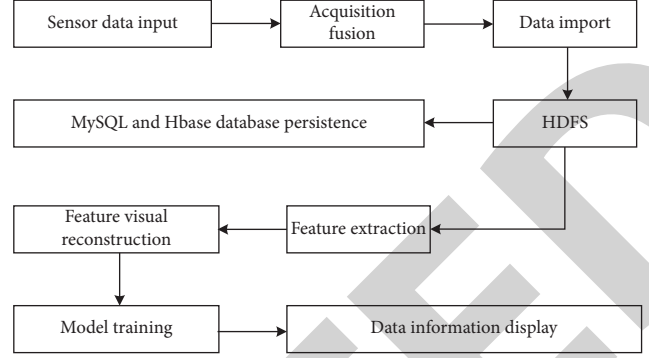 Sensor data input
Acquisition
fusion
Data import
MySQL and Hbase database persistence
HDFS
Feature visual
reconstruction
Feature extraction
Model training
Data information display